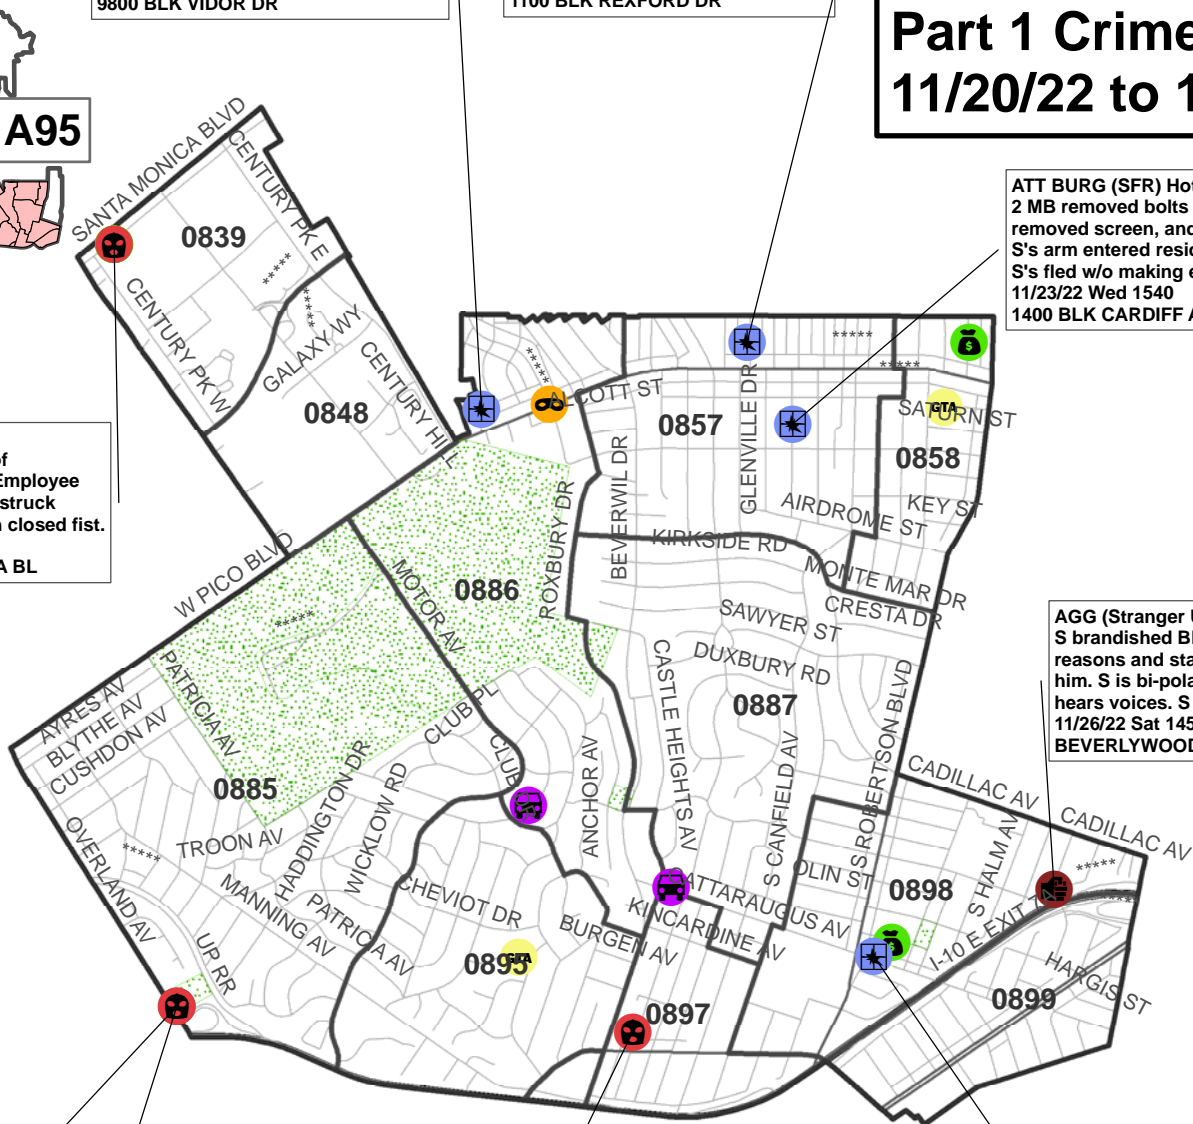 9800 BLK VIDOR DR
1100 BLK REXFORD DR
Part 1 Crime
11/20/22 to 1
A95
ATT BURG (SFR) Hot
2 MB removed bolts
removed screen, and
S's arm entered resid
S's fled w/o making e
11/23/22 Wed 1540
1400 BLK CARDIFF A
SANTA MONICA BLVD
CENTURY PK E
0839
*****
*****
CENTURY PK W
GALAXY WY
CENTURY HILL
0848
*****
ALCOTT ST
*****
*****
GTA
SATURN ST
0857
0858
GLENVILLE DR
BEVERWIL DR
KEY ST
AIRDROME ST
of
Employee
struck
closed fist.
A BL
W PICO BLVD
KIRKSIDE RD
ROXBURY DR
MOTOR AV
0886
MONTE MAR DR
CRESTA DR
SAWYER ST
*****
DUXBURY RD
AGG (Stranger
S brandished
reasons and sta
him. S is bi-pola
hears voices. S
11/26/22 Sat 145
BEVERLYWOOD
PATRICIA AV
AYRES AV
BLYTHE AV
CUSHDON AV
CLUB PL
CLUB
CASTLE HEIGHTS AV
0887
S ROBERTSON BLVD
0885
HADDINGTON DR
WICKLOW RD
ANCHOR AV
S CANFIELD AV
CADILLAC AV
CADILLAC AV
OVERLAND AV
TROON AV
*****
MANNING AV
PATRICIA AV
CHEVIOT DR
CATTARAUGUS AV
OLIN ST
0898
S HALM AV
*****
*****
KINCARDINE AV
BURGEN AV
I-10 E EXIT 7
UP RR
0895
GTA
HARGIS ST
0899
0897